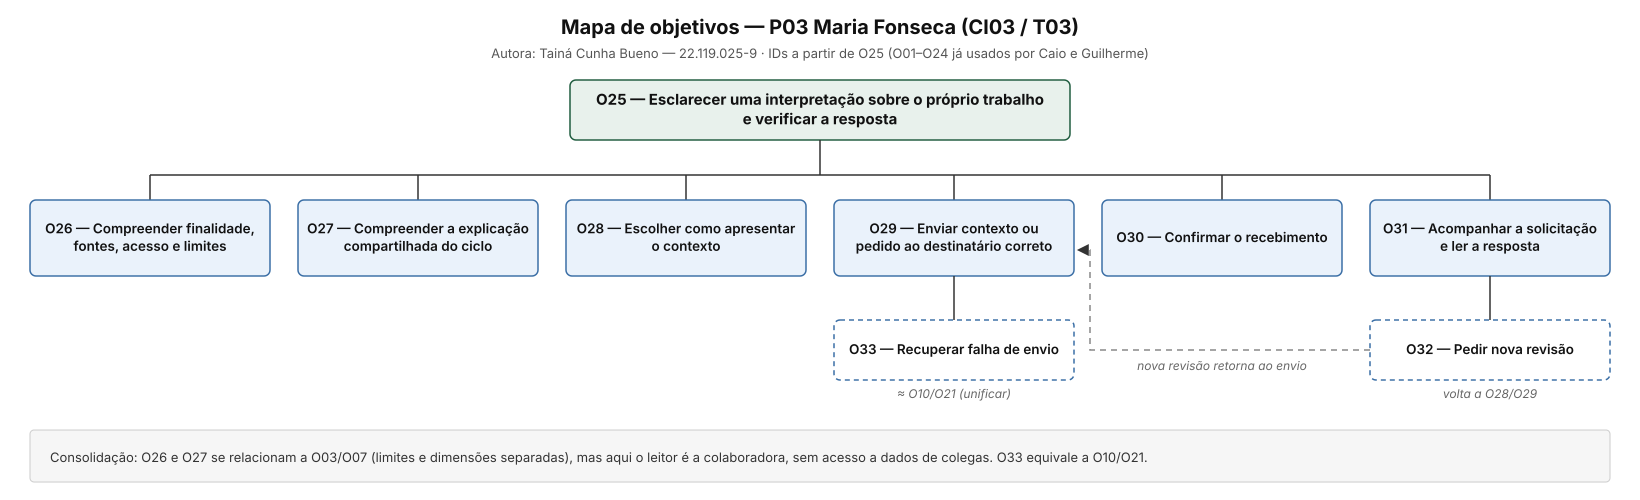 Mapa de objetivos — P03 Maria Fonseca (CI03 / T03)
Autora: Tainá Cunha Bueno — 22.119.025-9 · IDs a partir de O25 (O01–O24 já usados por Caio e Guilherme)
O25 — Esclarecer uma interpretação sobre o próprio trabalho
e verificar a resposta
O26 — Compreender finalidade,
fontes, acesso e limites
O27 — Compreender a explicação
compartilhada do ciclo
O28 — Escolher como apresentar
o contexto
O29 — Enviar contexto ou
pedido ao destinatário correto
O30 — Confirmar o recebimento
O31 — Acompanhar a solicitação
e ler a resposta
O33 — Recuperar falha de envio
≈ O10/O21 (unificar)
nova revisão retorna ao envio
O32 — Pedir nova revisão
volta a O28/O29
Consolidação: O26 e O27 se relacionam a O03/O07 (limites e dimensões separadas), mas aqui o leitor é a colaboradora, sem acesso a dados de colegas. O33 equivale a O10/O21.